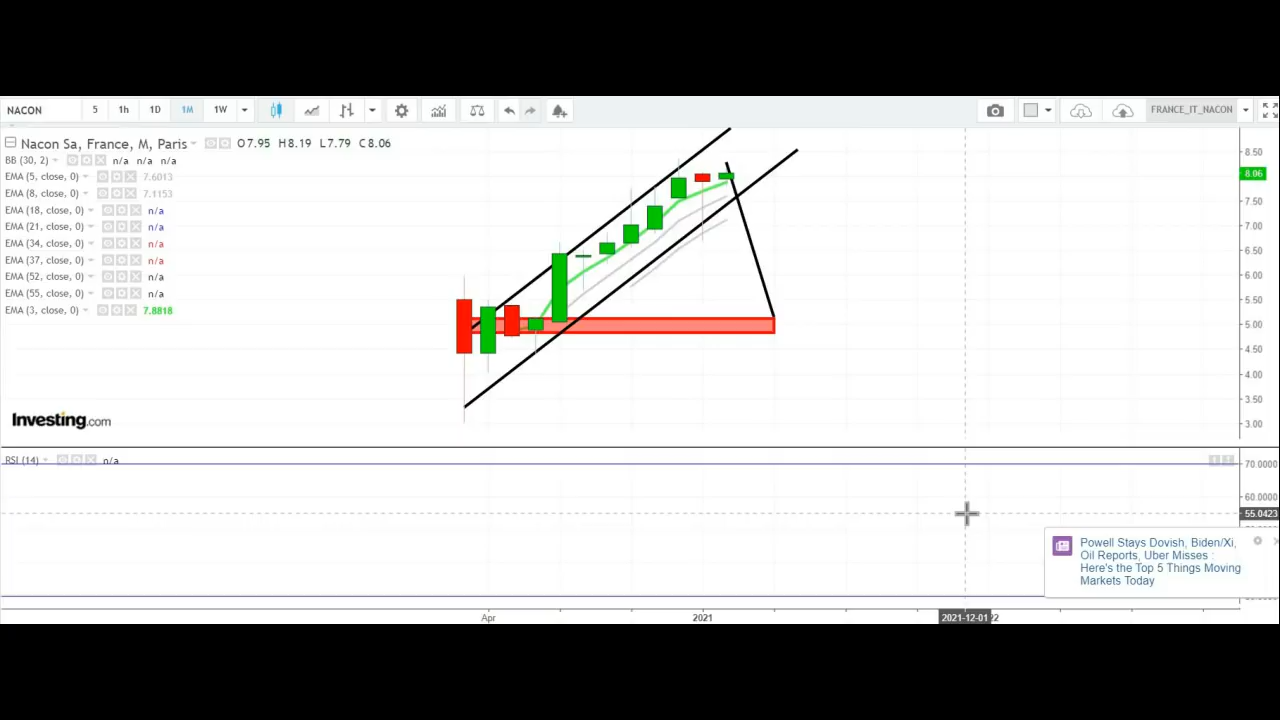 NACON 5 1h 1D 1M 1W FRANCE_IT_NACON
Nacon Sa, France, M, Paris O7.95 H8.19 L7.79 C8.06
BB (30, 2) n/a n/a n/a
EMA (5, close, 0) 7.6013
EMA (8, close, 0) 7.1153
EMA (18, close, 0) n/a
EMA (21, close, 0) n/a
EMA (34, close, 0) n/a
EMA (37, close, 0) n/a
EMA (52, close, 0) n/a
EMA (55, close, 0) n/a
EMA (3, close, 0) 7.8818
8.50
8.06
7.50
7.00
6.50
6.00
5.50
5.00
4.50
4.00
3.50
3.00
Investing.com
RSI (14) n/a
70.0000
60.0000
55.0423
Powell Stays Dovish, Biden/Xi,
Oil Reports, Uber Misses :
Here's the Top 5 Things Moving
Markets Today
Apr 2021 2021-12-01